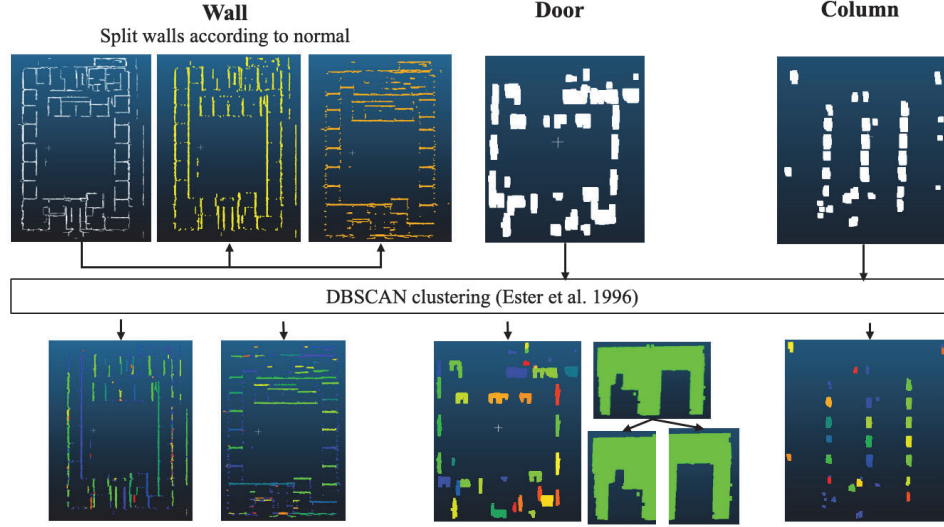 Wall
Door
Column
Split walls according to normal
DBSCAN clustering (Ester et al. 1996)